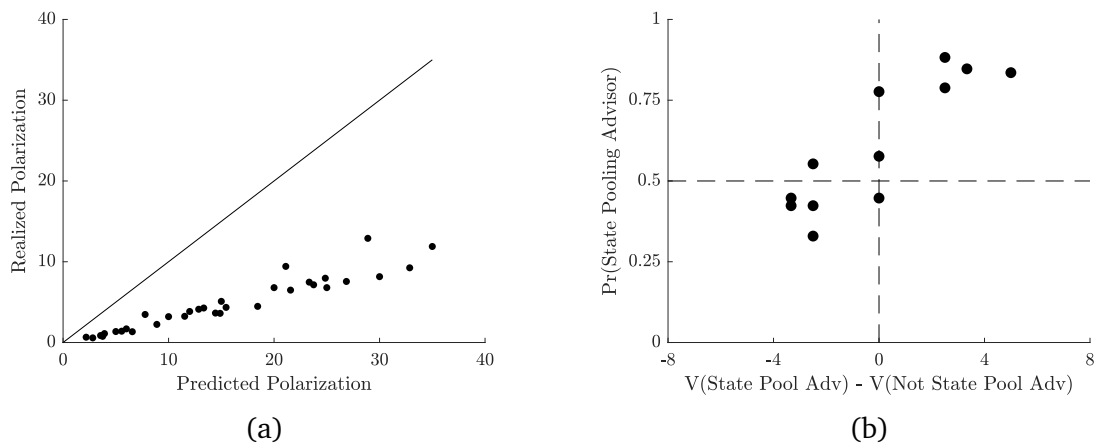 Realized Polarization
40
30
20
10
0
0 10 20 30 40
Predicted Polarization
(a)
Pr(State Pooling Advisor)
1
0.75
0.5
0.25
0
-8 -4 0 4 8
V(State Pool Adv) - V(Not State Pool Adv)
(b)